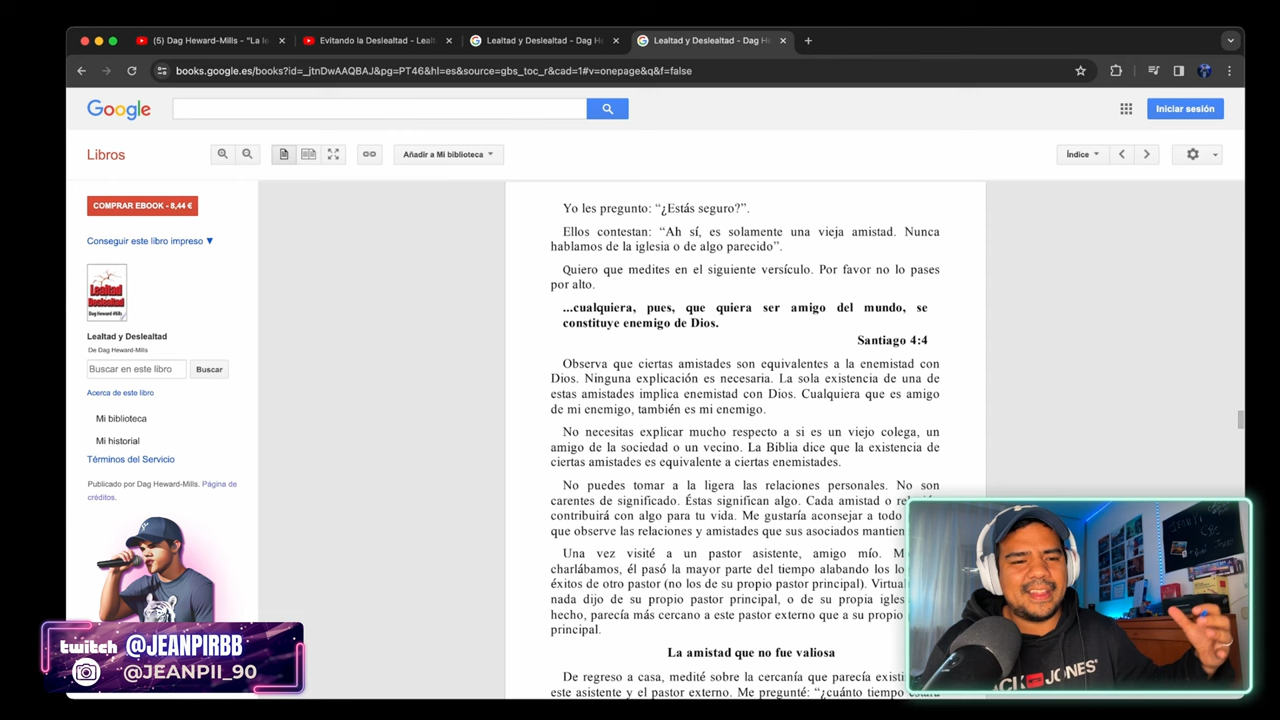 (5) Dag Heward-Mills - "La le
Evitando la Deslealtad - Lealt
Lealtad y Deslealtad - Dag H
Lealtad y Deslealtad - Dag H
books.google.es/books?id=_jtnDwAAQBAJ&pg=PT46&hl=es&source=gbs_toc_r&cad=1#v=onepage&q&f=false
Google
Iniciar sesión
Libros
Añadir a Mi biblioteca
Índice
COMPRAR EBOOK - 8,44 €
Conseguir este libro impreso ▼
Lealtad
Deslealtad
Dag Heward-Mills
Lealtad y Deslealtad
De Dag Heward-Mills
Buscar en este libro
Buscar
Acerca de este libro
Mi biblioteca
Mi historial
Términos del Servicio
Publicado por Dag Heward-Mills. Página de
créditos.
Yo les pregunto: “¿Estás seguro?”.
Ellos contestan: “Ah sí, es solamente una vieja amistad. Nunca
hablamos de la iglesia o de algo parecido”.
Quiero que medites en el siguiente versículo. Por favor no lo pases
por alto.
...cualquiera, pues, que quiera ser amigo del mundo, se
constituye enemigo de Dios.
Santiago 4:4
Observa que ciertas amistades son equivalentes a la enemistad con
Dios. Ninguna explicación es necesaria. La sola existencia de una de
estas amistades implica enemistad con Dios. Cualquiera que es amigo
de mi enemigo, también es mi enemigo.
No necesitas explicar mucho respecto a si es un viejo colega, un
amigo de la sociedad o un vecino. La Biblia dice que la existencia de
ciertas amistades es equivalente a ciertas enemistades.
No puedes tomar a la ligera las relaciones personales. No son
carentes de significado. Éstas significan algo. Cada amistad o relación
contribuirá con algo para tu vida. Me gustaría aconsejar a todo
que observe las relaciones y amistades que sus asociados mantien
Una vez visité a un pastor asistente, amigo mío. M
charlábamos, él pasó la mayor parte del tiempo alabando los lo
éxitos de otro pastor (no los de su propio pastor principal). Virtual
nada dijo de su propio pastor principal, o de su propia igles
hecho, parecía más cercano a este pastor externo que a su propio
principal.
La amistad que no fue valiosa
De regreso a casa, medité sobre la cercanía que parecía exist
este asistente y el pastor externo. Me pregunté: “¿cuánto tiempo estará
twitch @JEANPIRBB
@JEANPII_90
JACK JONES